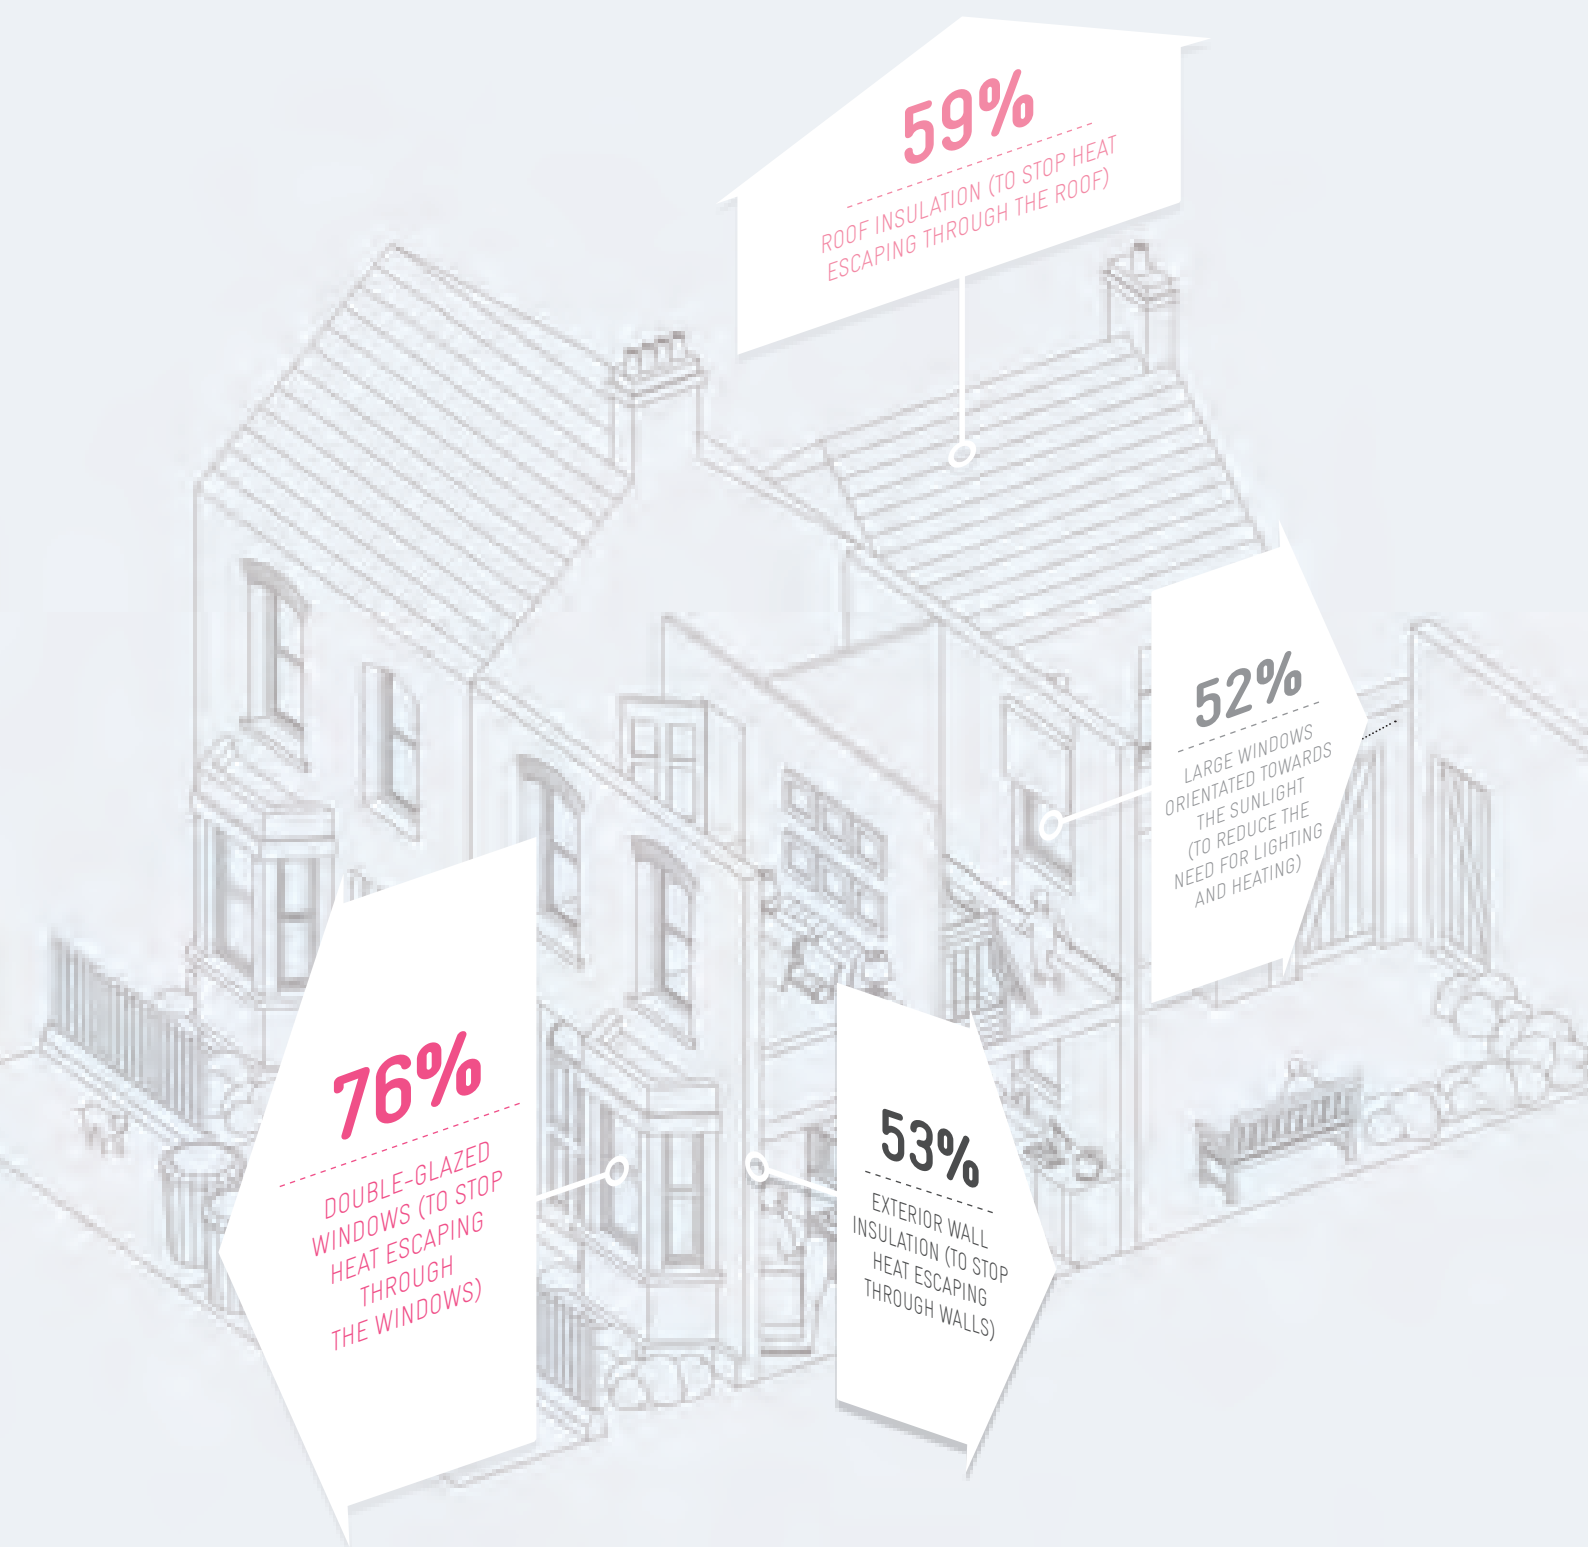 59%
ROOF INSULATION (TO STOP HEAT
ESCAPING THROUGH THE ROOF)
52%
LARGE WINDOWS
ORIENTATED TOWARDS
THE SUNLIGHT
(TO REDUCE THE
NEED FOR LIGHTING
AND HEATING)
76%
DOUBLE-GLAZED
WINDOWS (TO STOP
HEAT ESCAPING
THROUGH
THE WINDOWS)
53%
EXTERIOR WALL
INSULATION (TO STOP
HEAT ESCAPING
THROUGH WALLS)